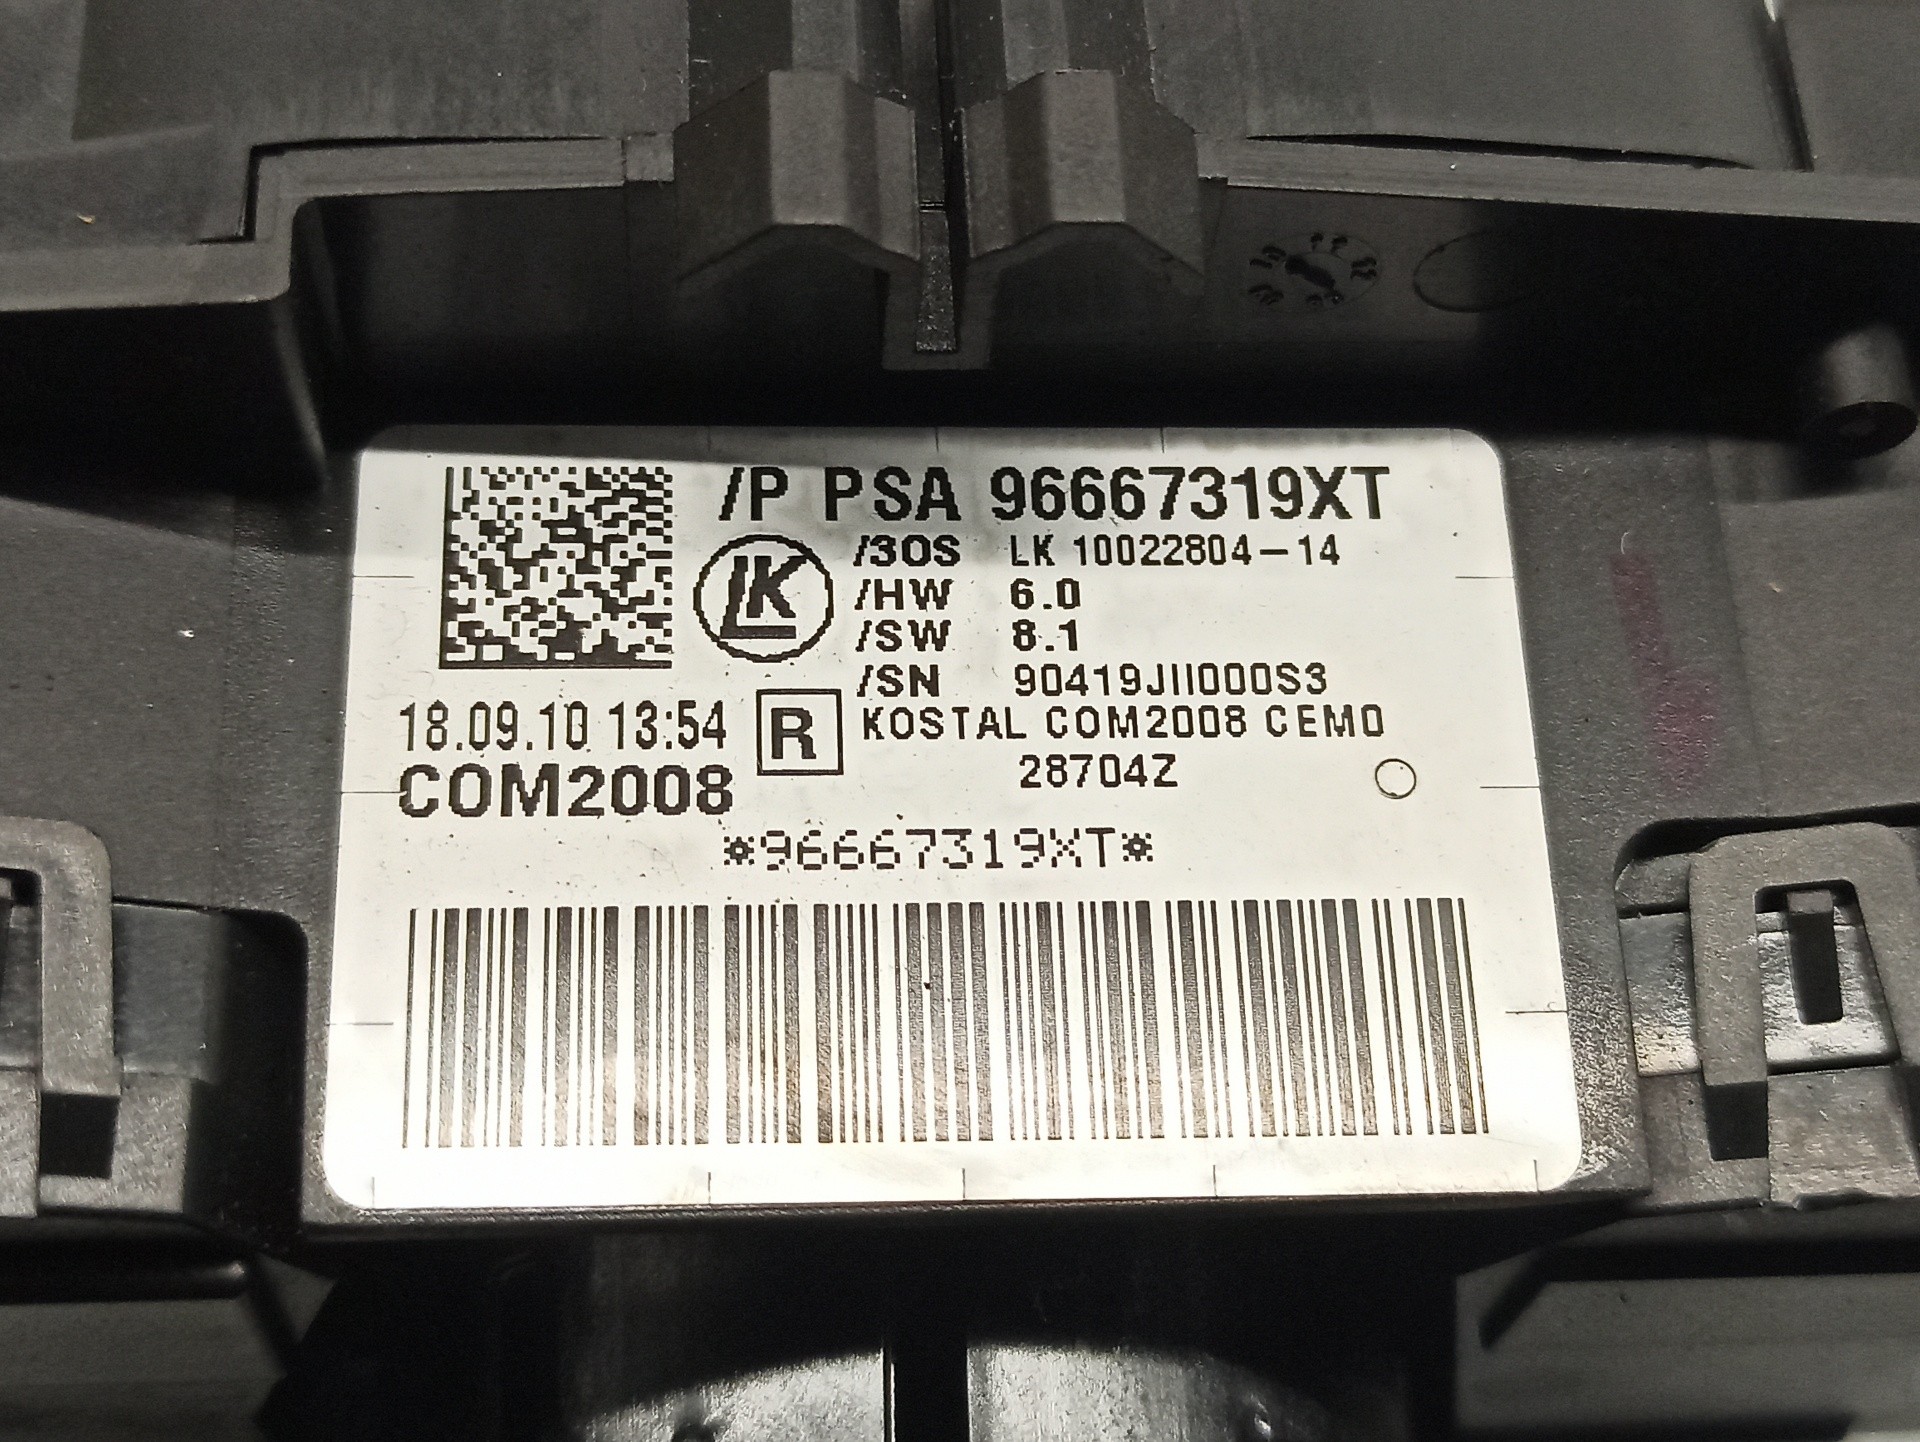 /P PSA 96667319XT
LK
/3OS LK 10022804-14
/HW 6.0
/SW 8.1
/SN 90419JII000S3
18.09.10 13:54 R KOSTAL COM2008 CEMO
COM2008 28704Z
*96667319XT*